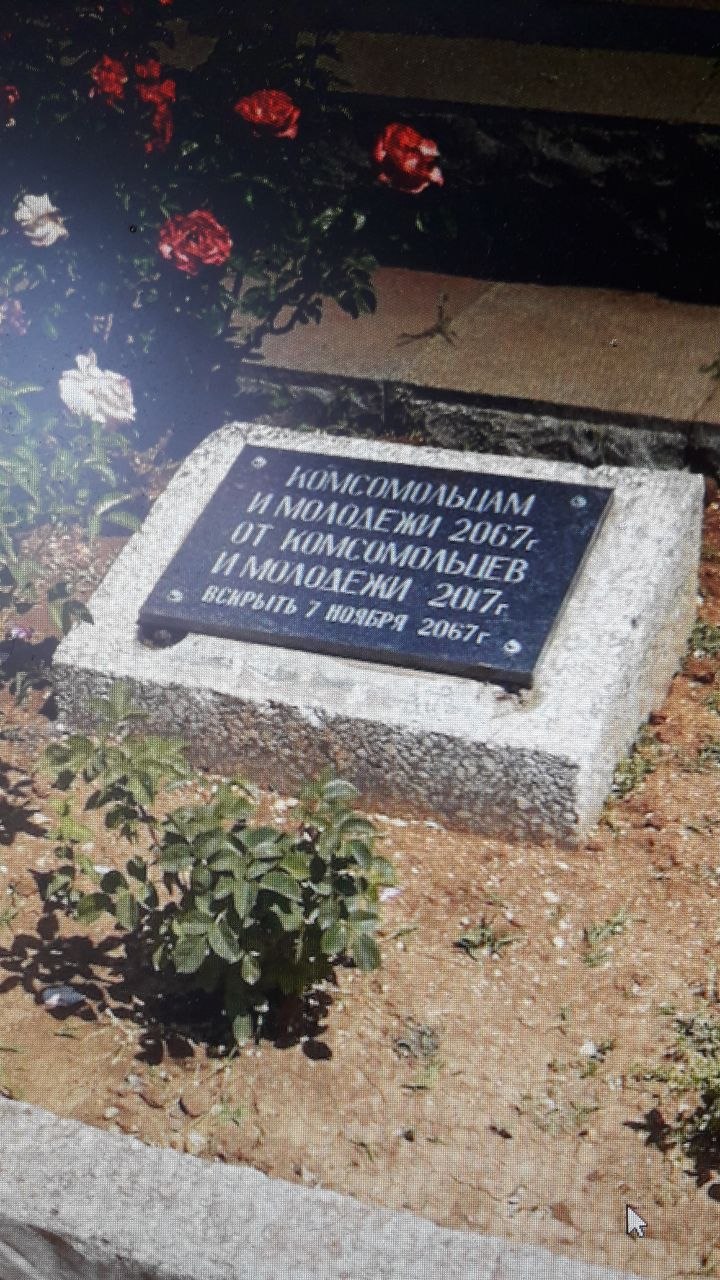 КОМСОМОЛЬЦАМ
И МОЛОДЕЖИ 2067г
ОТ КОМСОМОЛЬЦЕВ
И МОЛОДЕЖИ 2017г.
ВСКРЫТЬ 7 НОЯБРЯ 2067г